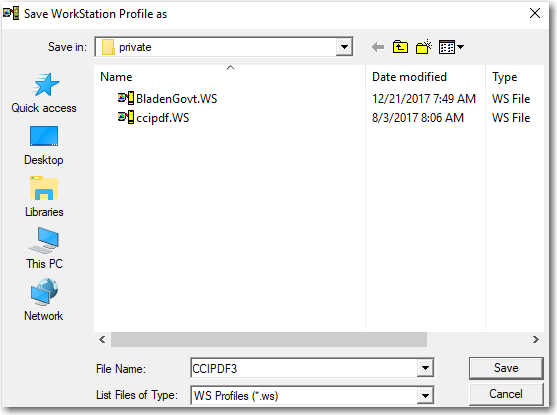 Save WorkStation Profile as
Save in: private
Name Date modified Type
BladenGovt.WS 12/21/2017 7:49 AM WS File
ccipdf.WS 8/3/2017 8:06 AM WS File
Quick access
Desktop
Libraries
This PC
Network
File Name: CCIPDF3 Save
List Files of Type: WS Profiles (*.ws) Cancel